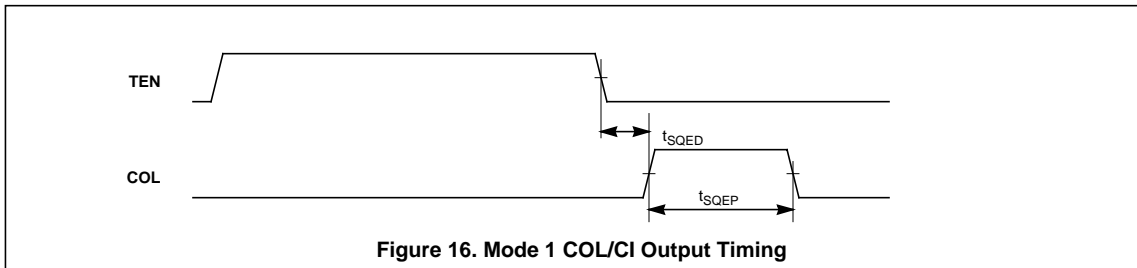 TEN
tSQED
COL
tSQEP
Figure 16. Mode 1 COL/CI Output Timing